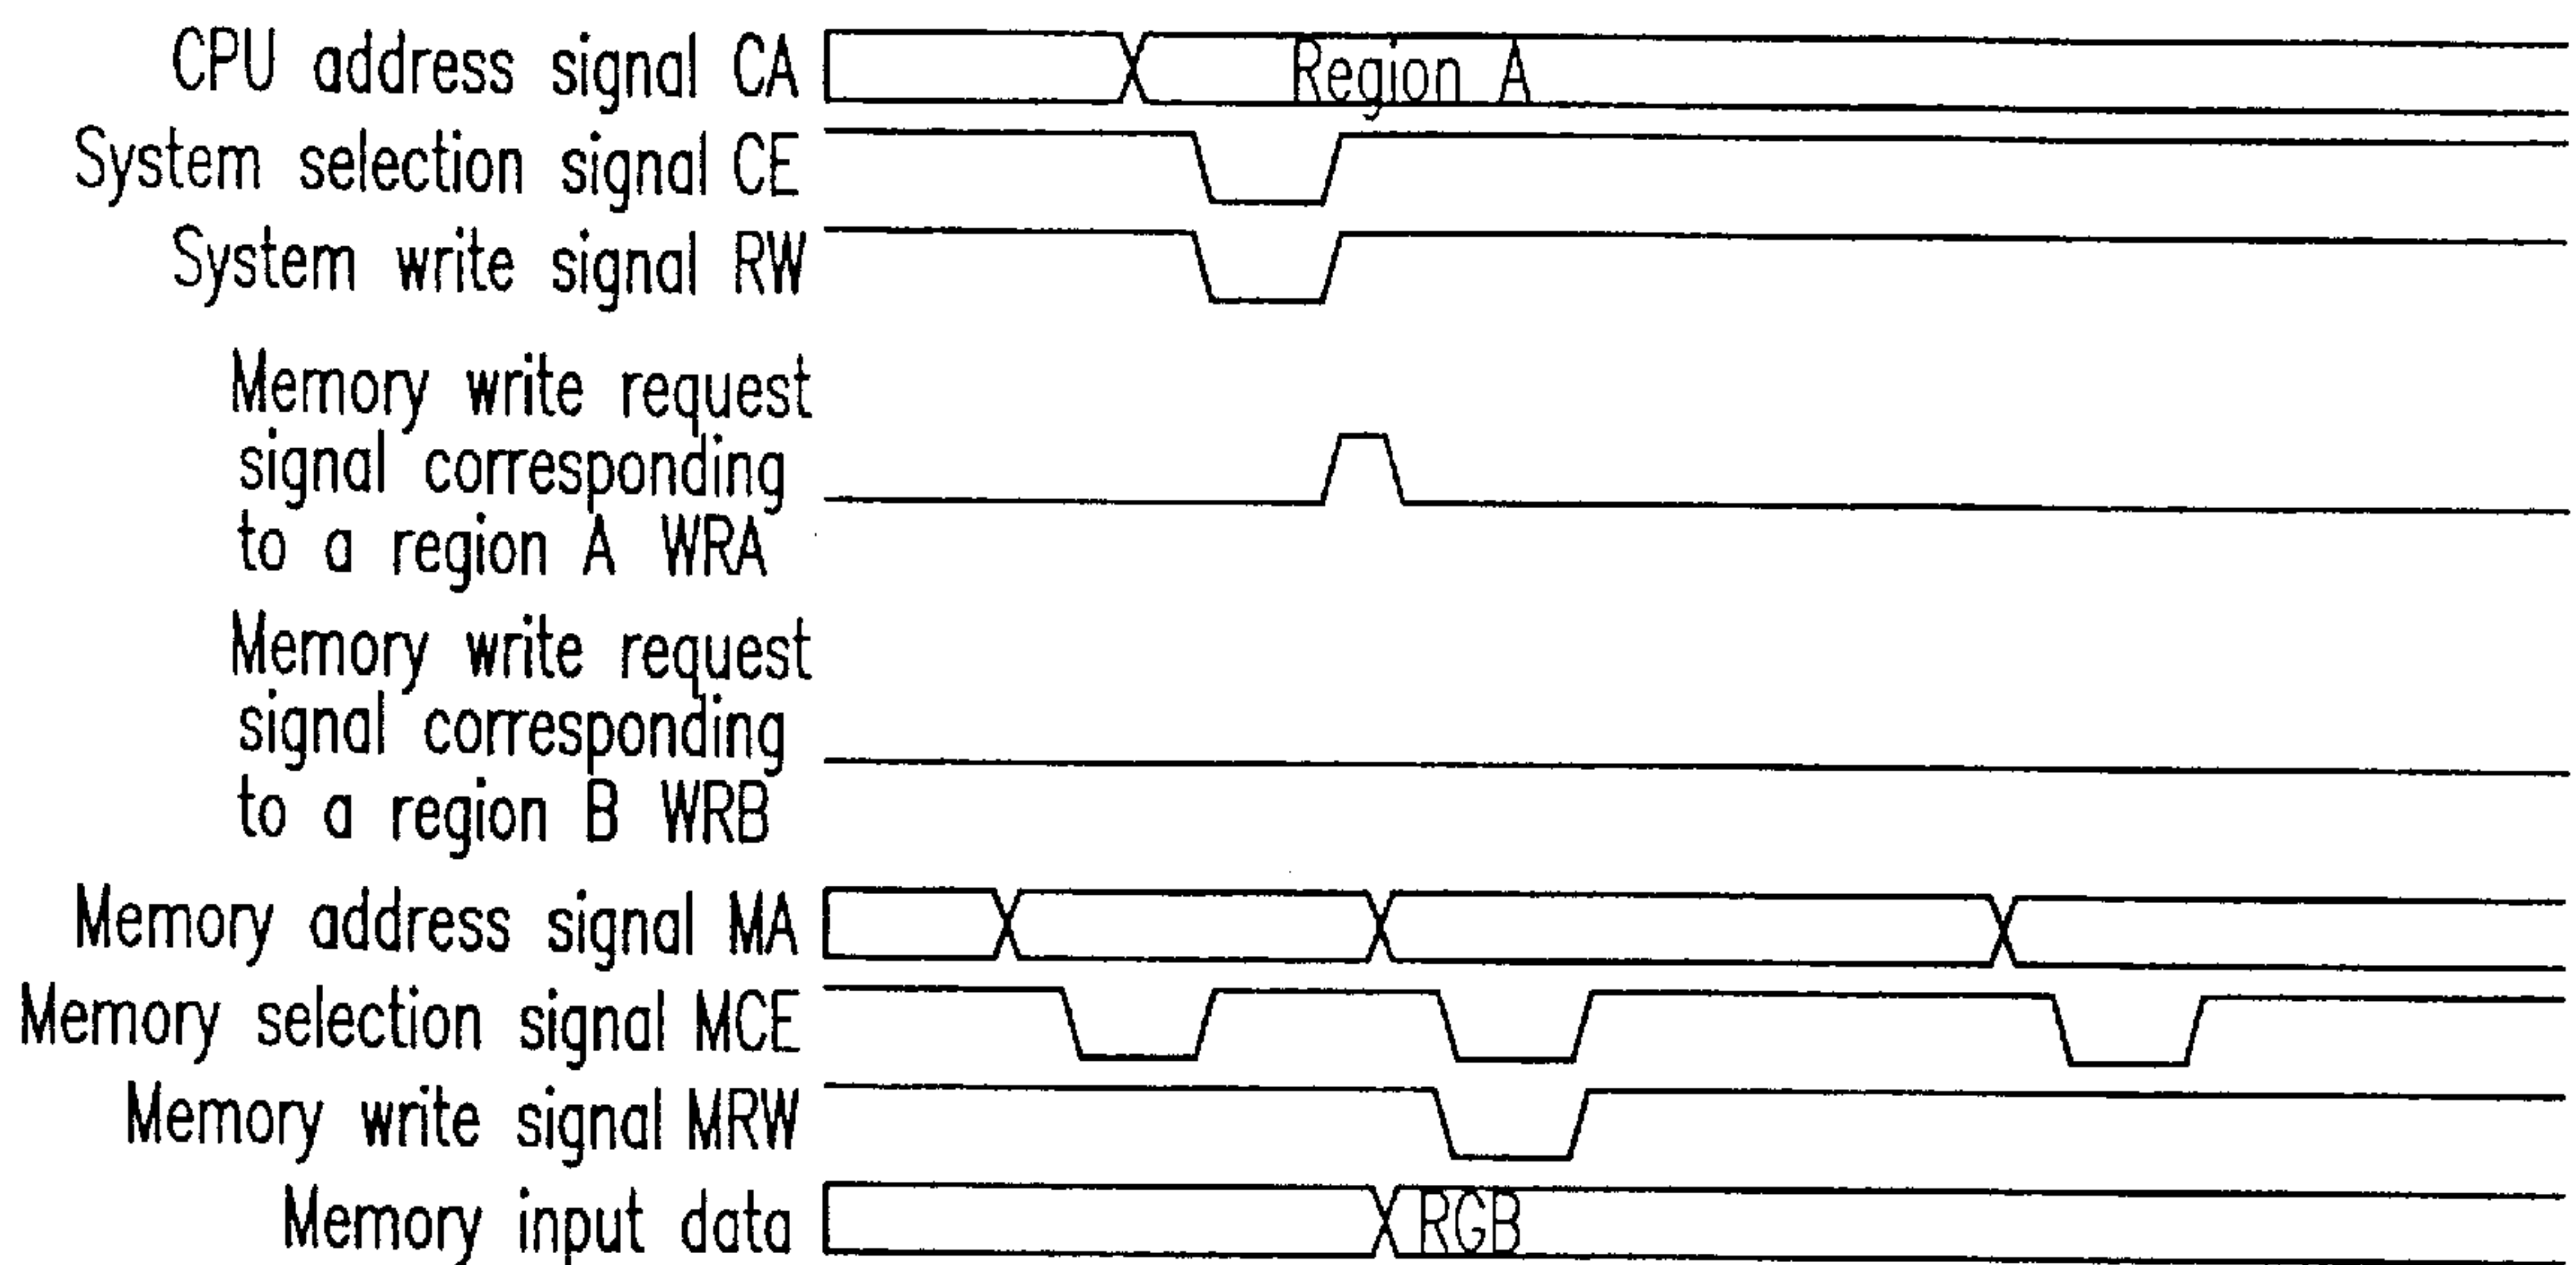 CPU address signal CA
Region A
System selection signal CE
System write signal RW
Memory write request
signal corresponding
to a region A WRA
Memory write request
signal corresponding
to a region B WRB
Memory address signal MA
Memory selection signal MCE
Memory write signal MRW
Memory input data
RGB